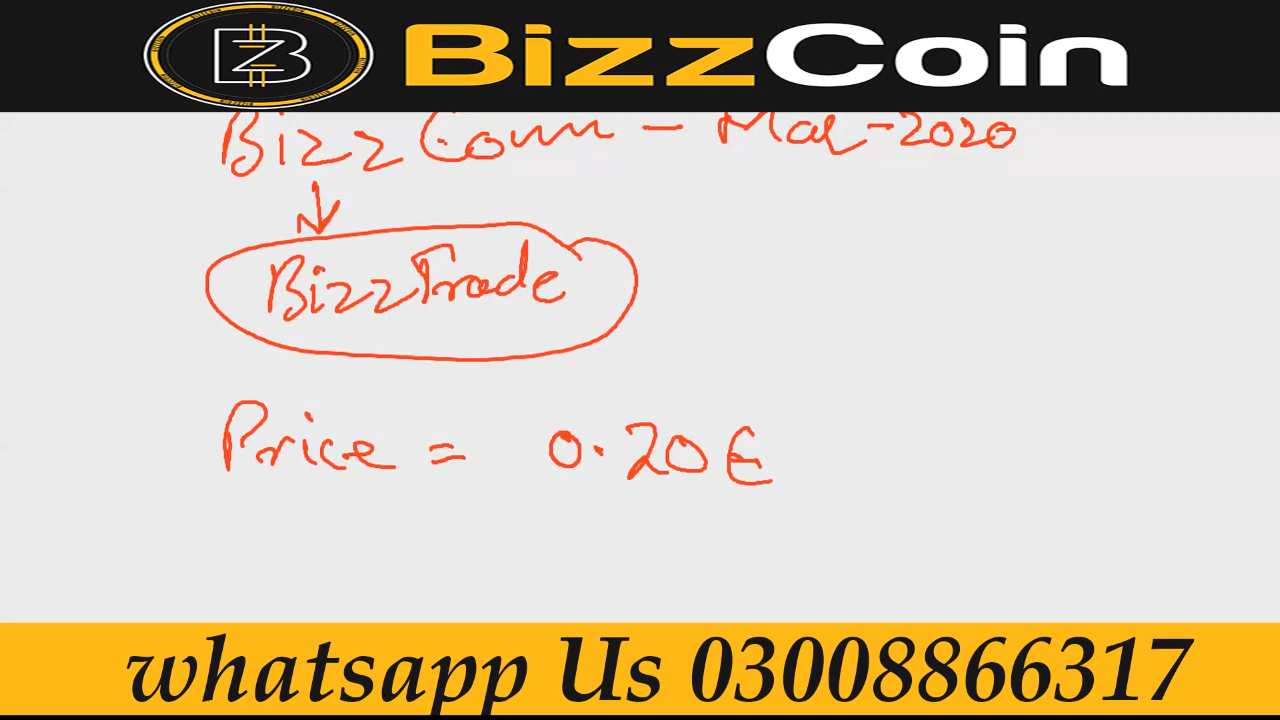 BizzCoin
BizzCoin - Mar-2020
BizzTrade
Price = 0.20€
whatsapp Us 03008866317